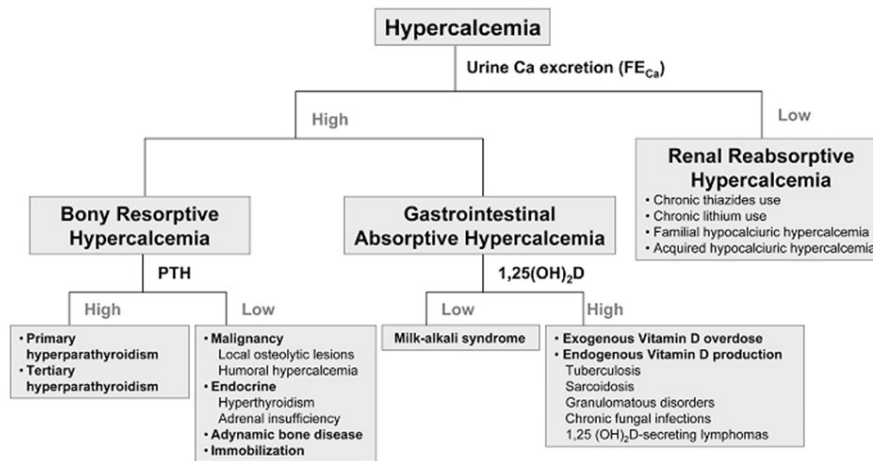 Hypercalcemia
Urine Ca excretion (FECa)
High
Low
Renal Reabsorptive
Hypercalcemia
• Chronic thiazides use
• Chronic lithium use
• Familial hypocalciuric hypercalcemia
• Acquired hypocalciuric hypercalcemia
Bony Resorptive
Hypercalcemia
Gastrointestinal
Absorptive Hypercalcemia
PTH
1,25(OH)₂D
High
Low
Low
High
• Primary
hyperparathyroidism
• Tertiary
hyperparathyroidism
• Malignancy
Local osteolytic lesions
Humoral hypercalcemia
• Endocrine
Hyperthyroidism
Adrenal insufficiency
• Adynamic bone disease
• Immobilization
Milk-alkali syndrome
• Exogenous Vitamin D overdose
• Endogenous Vitamin D production
Tuberculosis
Sarcoidosis
Granulomatous disorders
Chronic fungal infections
1,25 (OH)₂D-secreting lymphomas